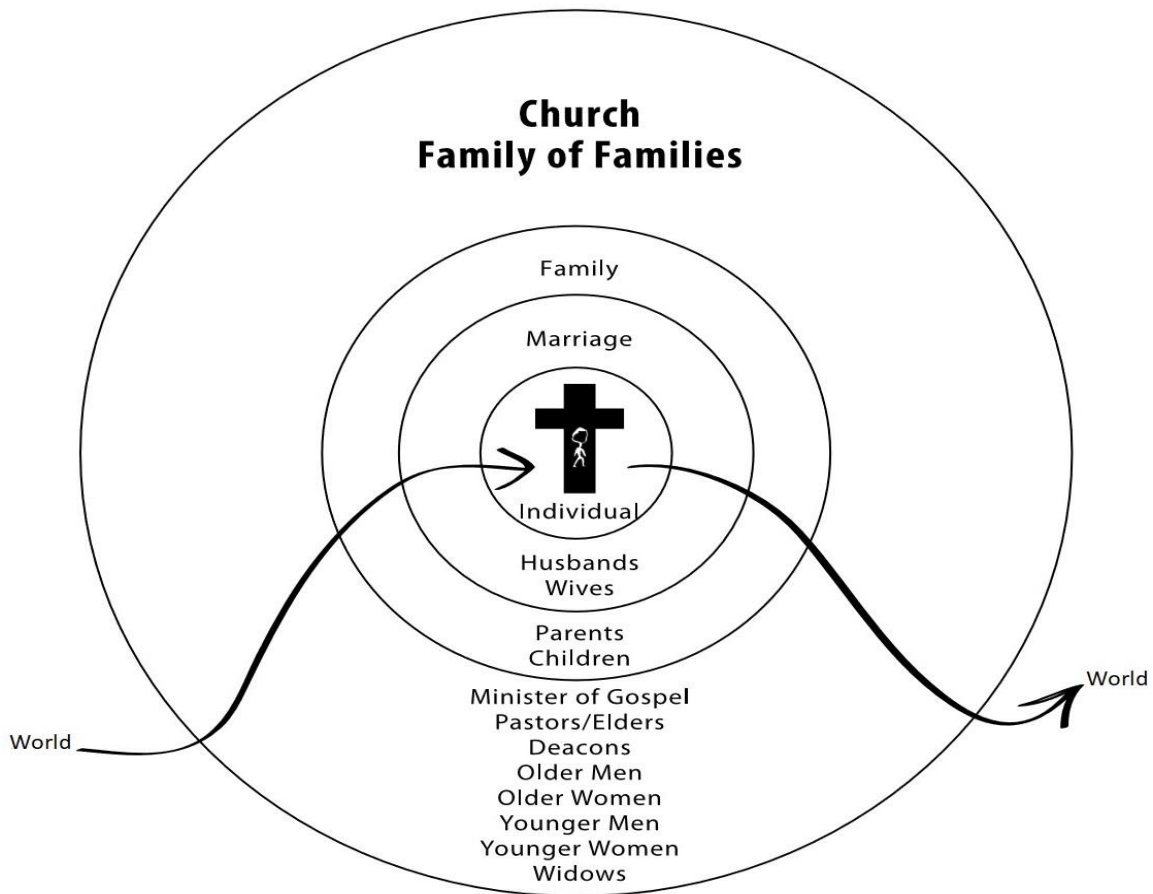 Church
Family of Families
Family
Marriage
Individual
Husbands
Wives
Parents
Children
Minister of Gospel
Pastors/Elders
Deacons
Older Men
Older Women
Younger Men
Younger Women
Widows
World
World